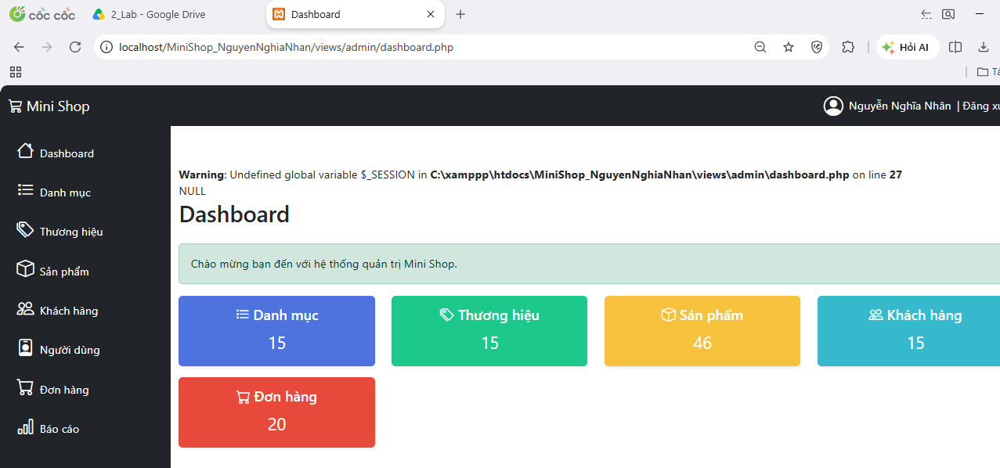 cốc cốc
2_Lab - Google Drive
Dashboard
localhost/MiniShop_NguyenNghiaNhan/views/admin/dashboard.php
Hỏi AI
Mini Shop
Nguyễn Nghĩa Nhân | Đăng
Dashboard
Danh mục
Thương hiệu
Sản phẩm
Khách hàng
Người dùng
Đơn hàng
Báo cáo
Warning: Undefined global variable $_SESSION in C:\xamppp\htdocs\MiniShop_NguyenNghiaNhan\views\admin\dashboard.php on line 27
NULL
Dashboard
Chào mừng bạn đến với hệ thống quản trị Mini Shop.
Danh mục
15
Thương hiệu
15
Sản phẩm
46
Khách hàng
15
Đơn hàng
20